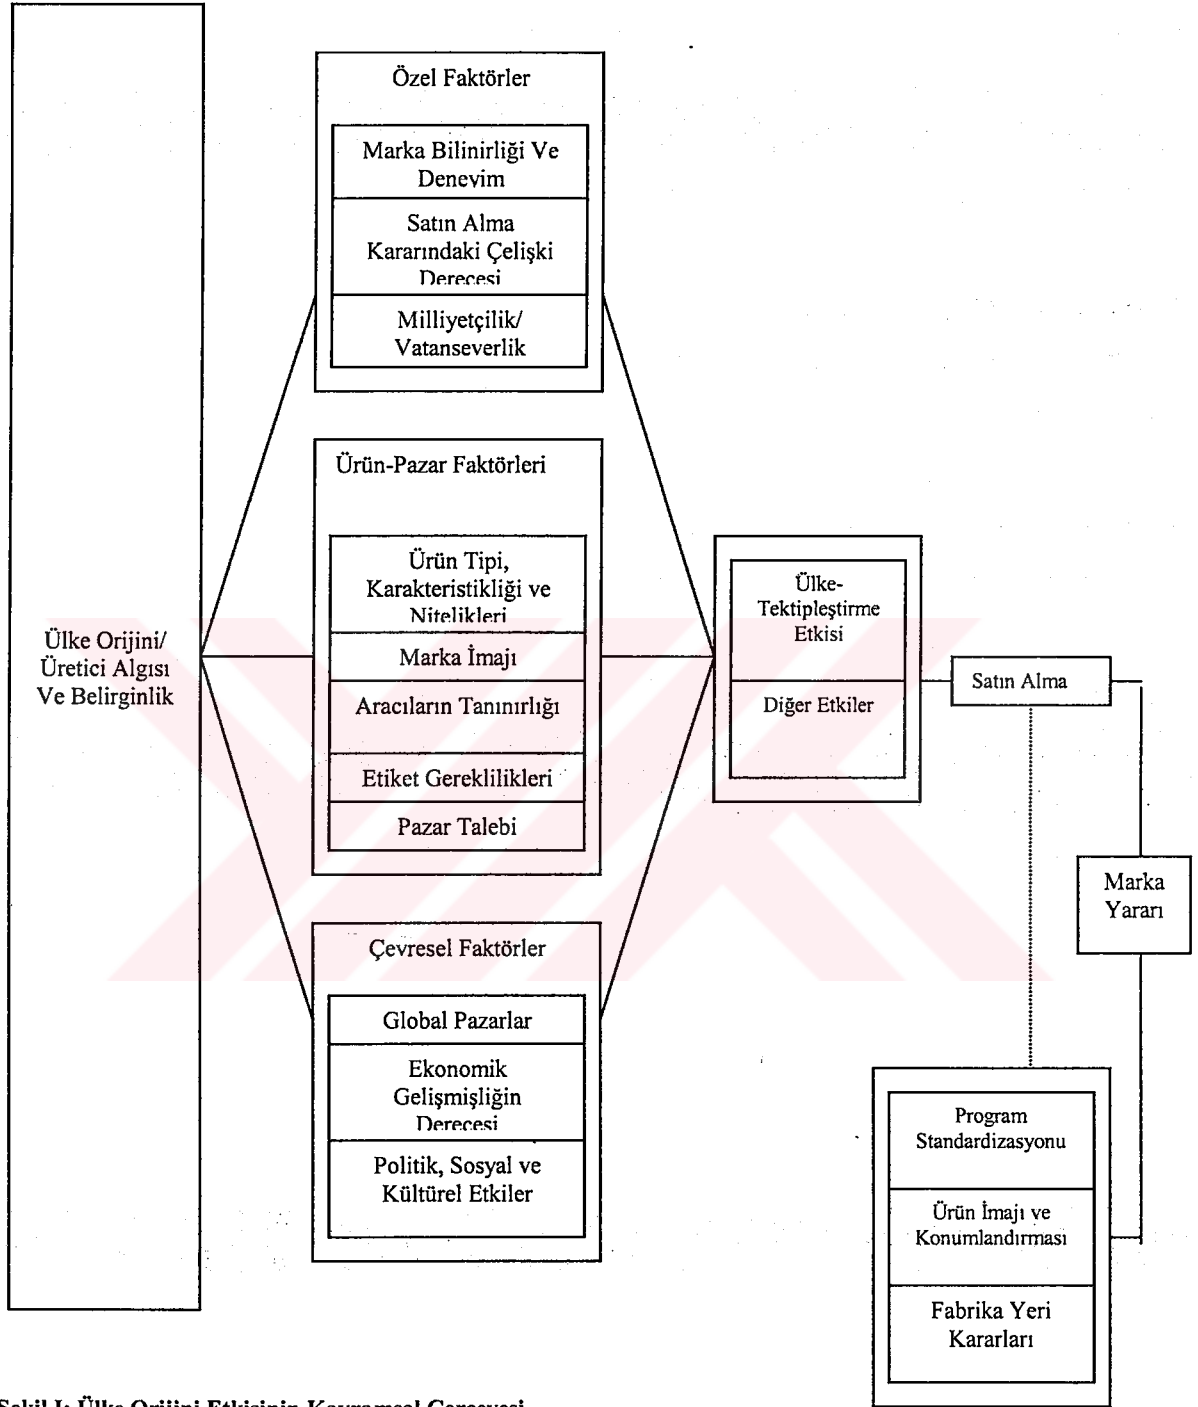 Özel Faktörler
Marka Bilinirliği Ve
Deneyim
Satın Alma
Kararındaki Çelişki
Derecesi
Milliyetçilik/
Vatanseverlik
Ürün-Pazar Faktörleri
Ürün Tipi,
Karakteristikliği ve
Nitelikleri
Marka İmajı
Aracıların Tanınırlığı
Etiket Gereklilikleri
Pazar Talebi
Ülke Orijini/
Üretici Algısı
Ve Belirginlik
Ülke-
Tektipleştirme
Etkisi
Diğer Etkiler
Satın Alma
Marka
Yararı
Çevresel Faktörler
Global Pazarlar
Ekonomik
Gelişmişliğin
Derecesi
Politik, Sosyal ve
Kültürel Etkiler
Program
Standardizasyonu
Ürün İmajı ve
Konumlandırması
Fabrika Yeri
Kararları
Şekil I: Ülke Orijini Etkisinin Kavramsal Çerçevesi